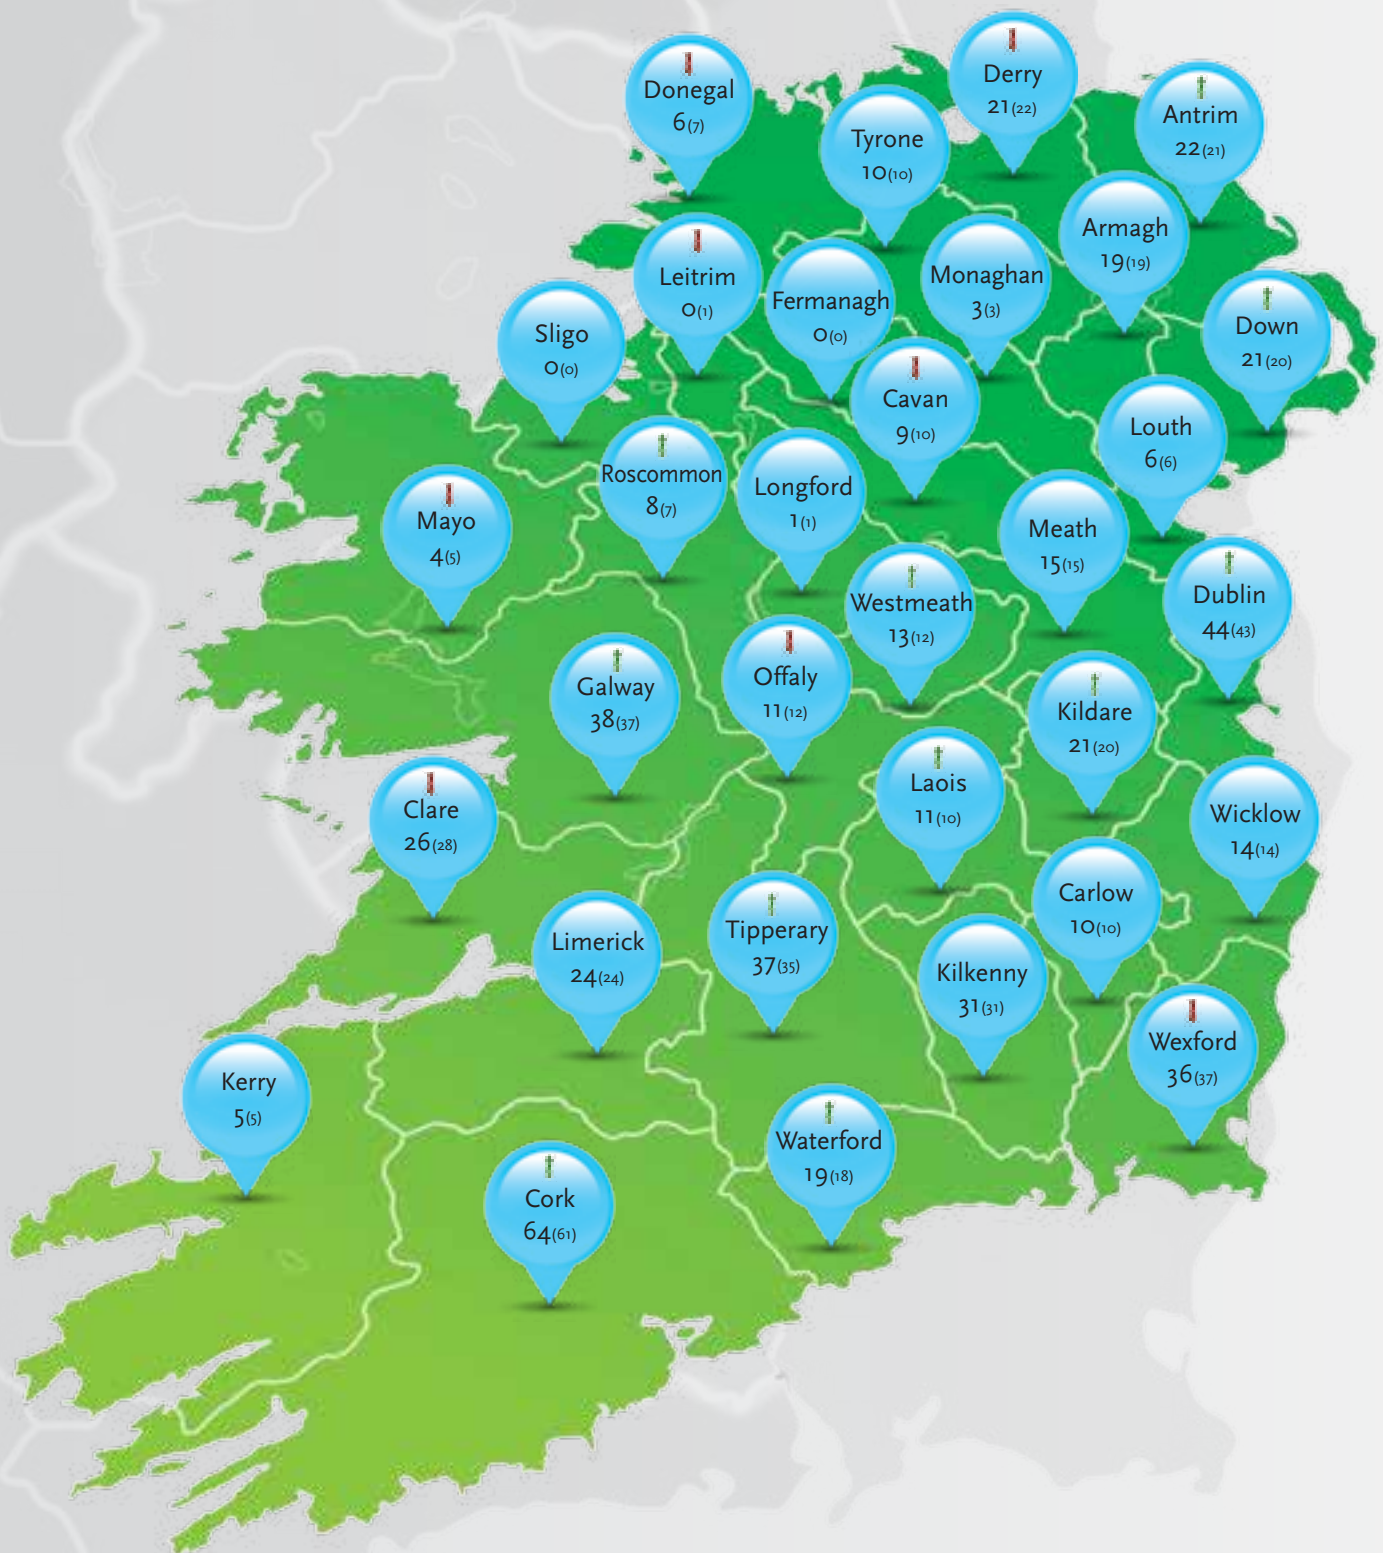 Derry
21(22)
Donegal
6(7)
Antrim
22(21)
Tyrone
10(10)
Armagh
19(19)
Leitrim
0(1)
Monaghan
3(3)
Fermanagh
0(0)
Down
21(20)
Sligo
0(0)
Cavan
9(10)
Louth
6(6)
Roscommon
8(7)
Longford
1(1)
Mayo
4(5)
Meath
15(15)
Westmeath
13(12)
Dublin
44(43)
Offaly
11(12)
Galway
38(37)
Kildare
21(20)
Laois
11(10)
Clare
26(28)
Wicklow
14(14)
Carlow
10(10)
Tipperary
37(35)
Limerick
24(24)
Kilkenny
31(31)
Wexford
36(37)
Kerry
5(5)
Waterford
19(18)
Cork
64(61)